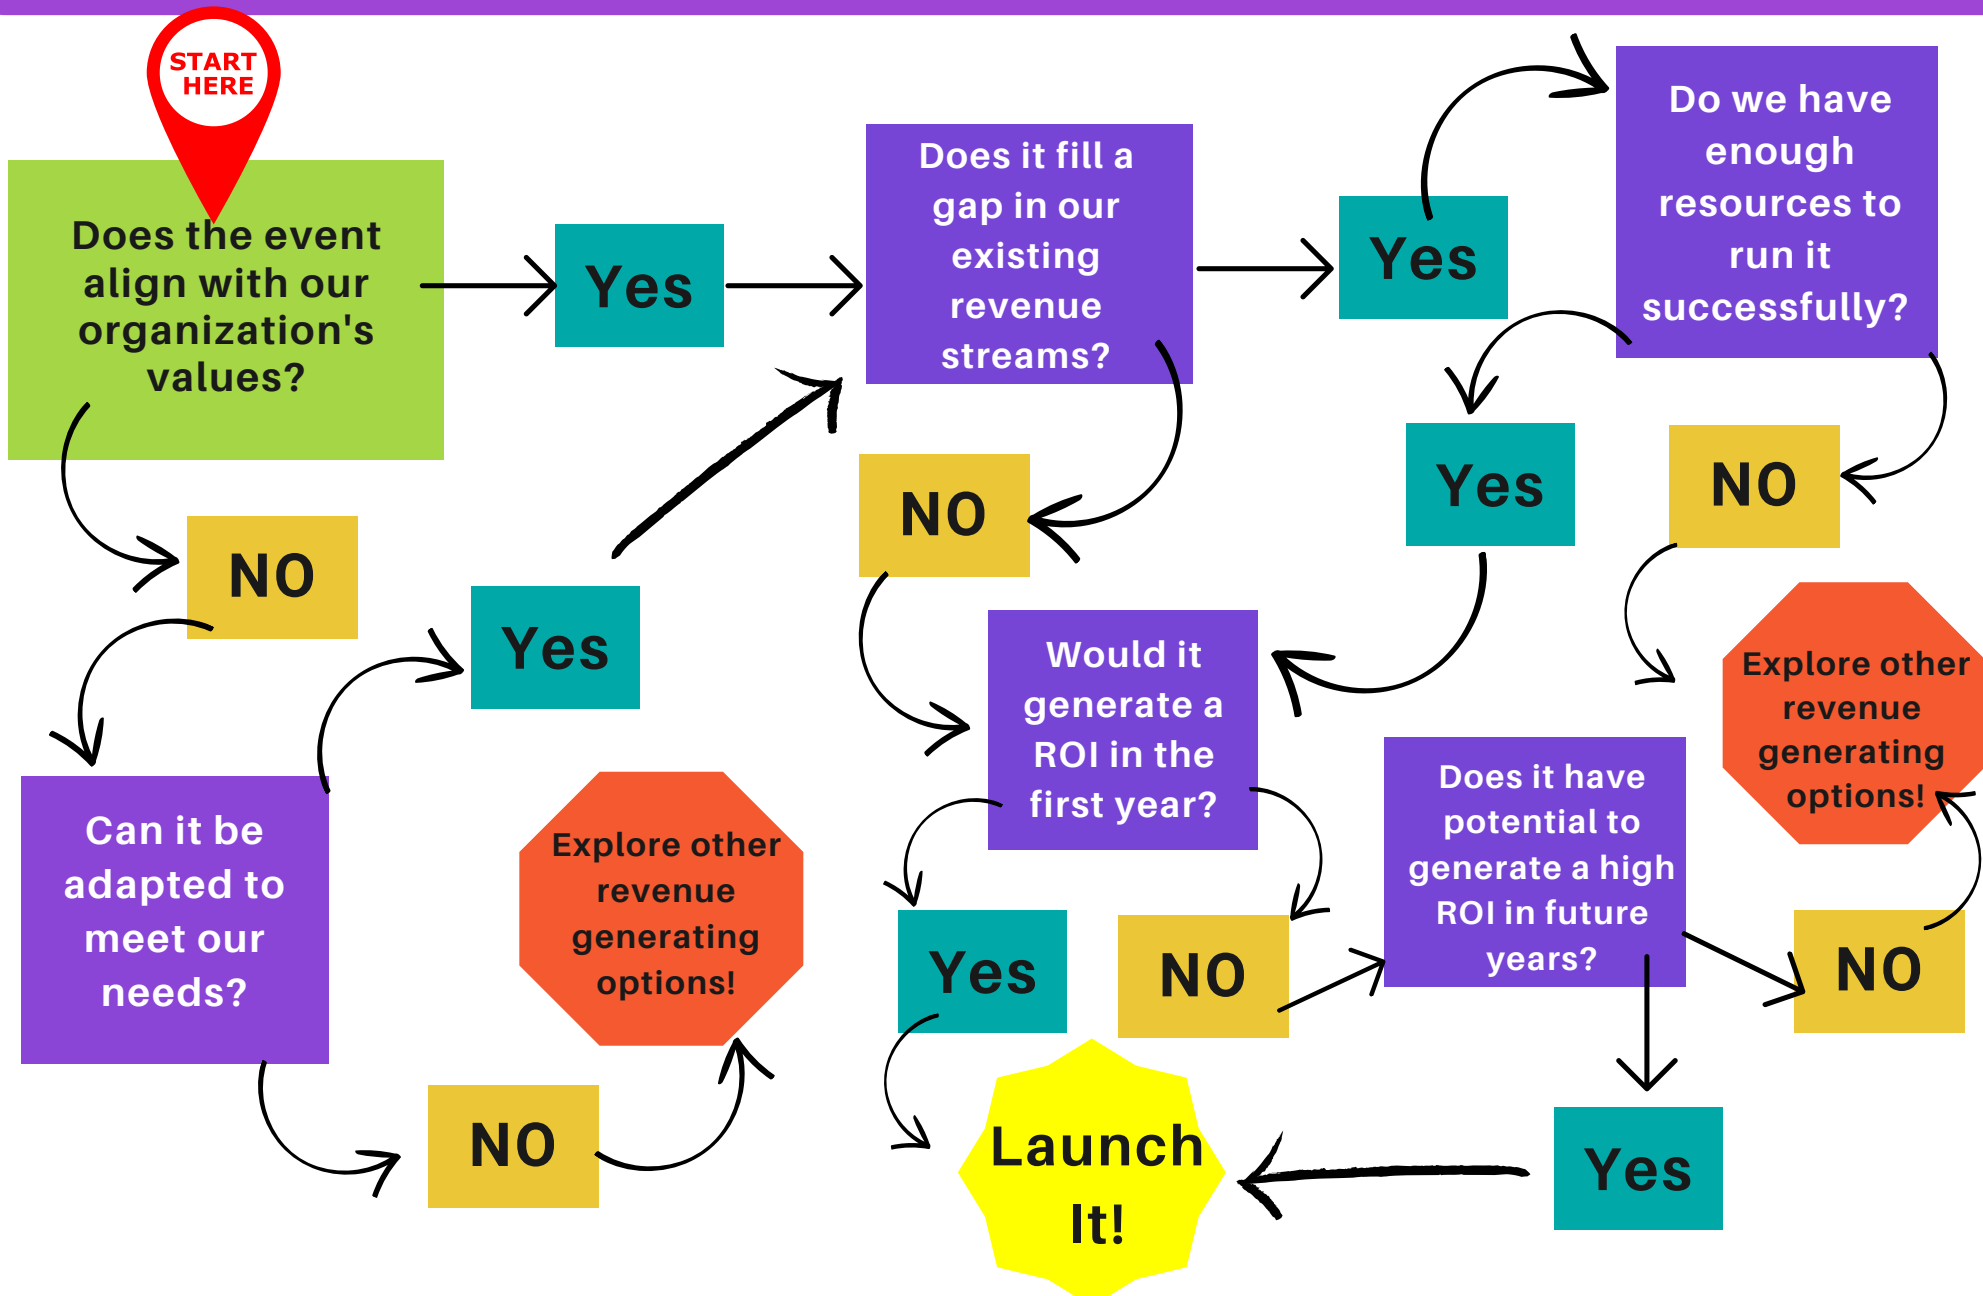 START
HERE
Does the event
align with our
organization's
values?
Yes
Does it fill a
gap in our
existing
revenue
streams?
Yes
Do we have
enough
resources to
run it
successfully?
NO
Yes
NO
Yes
NO
Can it be
adapted to
meet our
needs?
Explore other
revenue
generating
options!
NO
Would it
generate a
ROI in the
first year?
Yes
NO
Does it have
potential to
generate a high
ROI in future
years?
Explore other
revenue
generating
options!
NO
Yes
Launch
It!